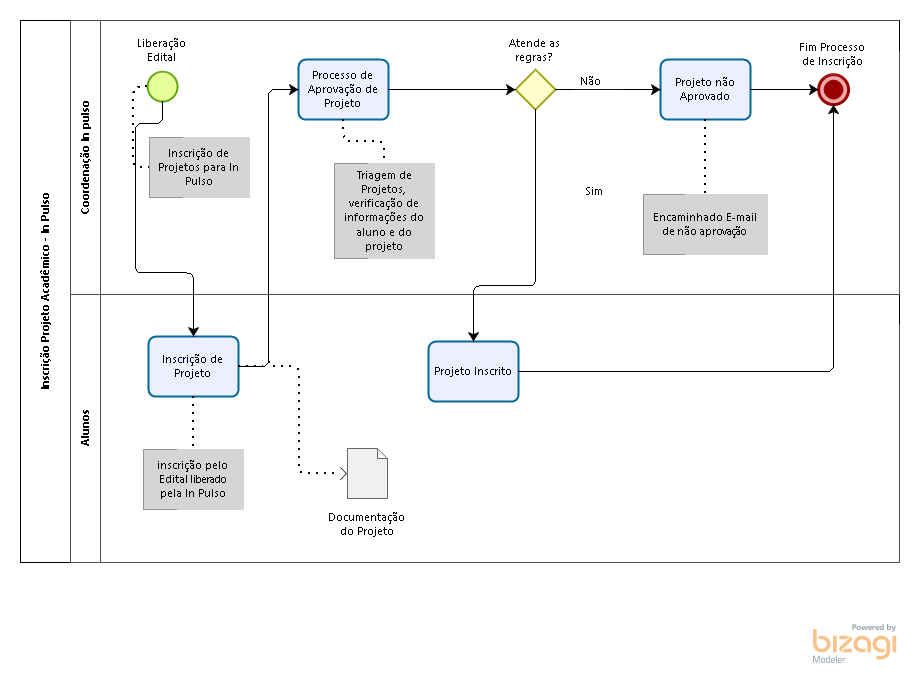 Inscrição Projeto Acadêmico - In Pulso
Coordenação In pulso
Liberação
Edital
Inscrição de
Projetos para In
Pulso
Processo de
Aprovação de
Projeto
Triagem de
Projetos,
verificação de
informações do
aluno e do
projeto
Atende as
regras?
Não
Sim
Projeto não
Aprovado
Encaminhado E-mail
de não aprovação
Fim Processo
de Inscrição
Alunos
Inscrição de
Projeto
inscrição pelo
Edital liberado
pela In Pulso
Documentação
do Projeto
Projeto Inscrito
Powered by
bizagi
Modeler